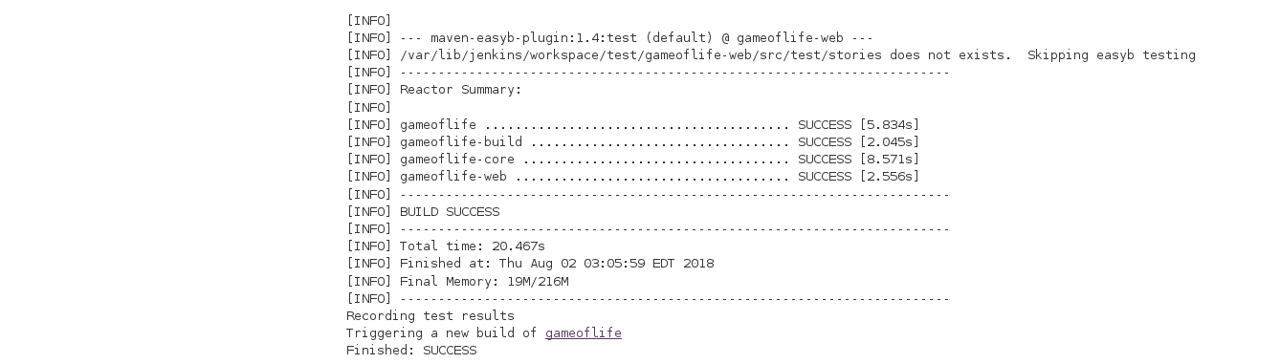 [INFO]
[INFO] --- maven-easyb-plugin:1.4:test (default) @ gameoflife-web ---
[INFO] /var/lib/jenkins/workspace/test/gameoflife-web/src/test/stories does not exists.  Skipping easyb testing
[INFO] ------------------------------------------------------------------------
[INFO] Reactor Summary:
[INFO]
[INFO] gameoflife ........................................ SUCCESS [5.834s]
[INFO] gameoflife-build .................................. SUCCESS [2.045s]
[INFO] gameoflife-core ................................... SUCCESS [8.571s]
[INFO] gameoflife-web .................................... SUCCESS [2.556s]
[INFO] ------------------------------------------------------------------------
[INFO] BUILD SUCCESS
[INFO] ------------------------------------------------------------------------
[INFO] Total time: 20.467s
[INFO] Finished at: Thu Aug 02 03:05:59 EDT 2018
[INFO] Final Memory: 19M/216M
[INFO] ------------------------------------------------------------------------
Recording test results
Triggering a new build of gameoflife
Finished: SUCCESS